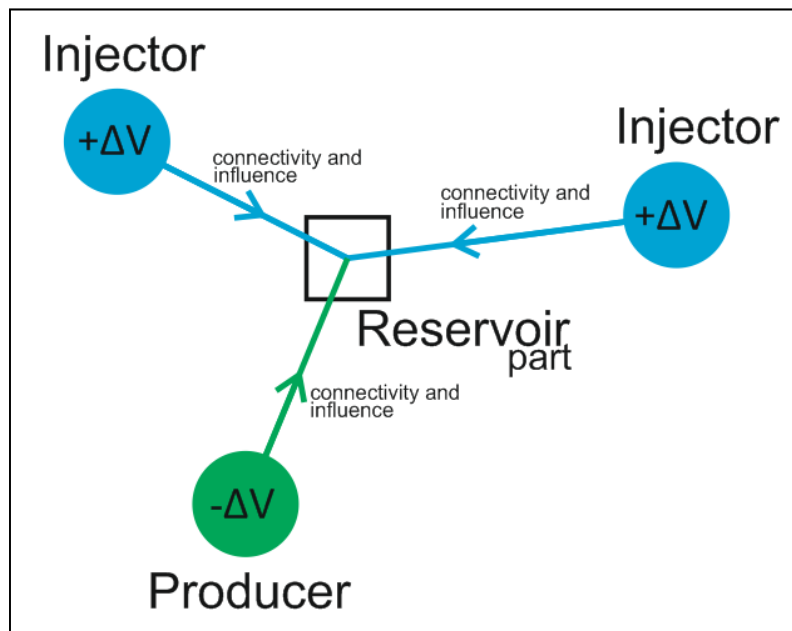 Injector
+ΔV
connectivity and
influence
Injector
+ΔV
connectivity and
influence
Reservoir
part
connectivity and
influence
-ΔV
Producer